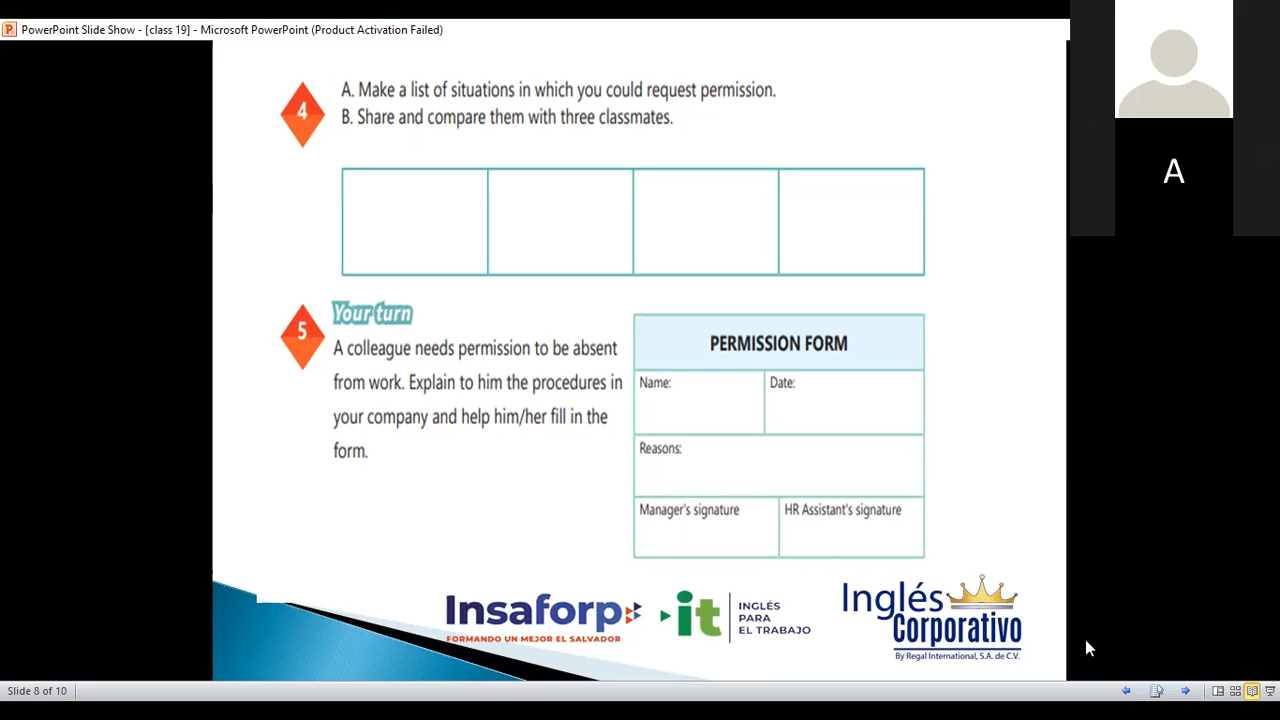 PowerPoint Slide Show - [class 19] - Microsoft PowerPoint (Product Activation Failed)
4
A. Make a list of situations in which you could request permission.
B. Share and compare them with three classmates.
5
Your turn
A colleague needs permission to be absent
from work. Explain to him the procedures in
your company and help him/her fill in the
form.
PERMISSION FORM
Name:
Date:
Reasons:
Manager's signature
HR Assistant's signature
Insaforp
FORMANDO UN MEJOR EL SALVADOR
it
INGLÉS
PARA
EL TRABAJO
Inglés
Corporativo
By Regal International, S.A. de C.V.
A
Slide 8 of 10